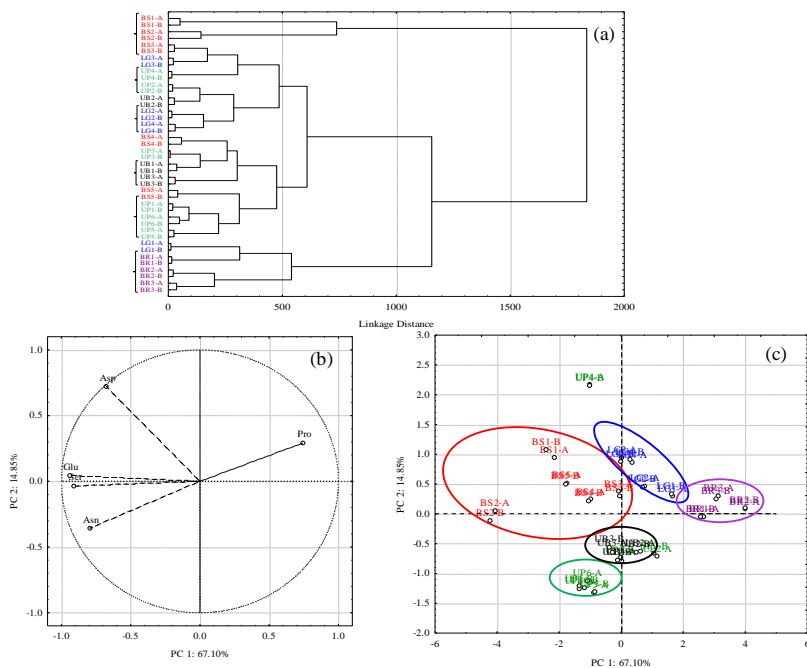 (a)
BS1-A
BS1-B
BS2-A
BS2-B
BS3-A
BS3-B
LG3-A
LG3-B
UP4-A
UP4-B
UP2-A
UP2-B
UB2-A
UB2-B
LG2-A
LG2-B
LG4-A
LG4-B
BS4-A
BS4-B
UP3-A
UP3-B
UB1-A
UB1-B
UB3-A
UB3-B
BS5-A
BS5-B
UP1-A
UP1-B
UP6-A
UP6-B
UP5-A
UP5-B
LG1-A
LG1-B
BR1-A
BR1-B
BR2-A
BR2-B
BR3-A
BR3-B
0 500 1000 1500 2000
Linkage Distance
(b)
1.0
0.5
0.0
-0.5
-1.0
Asp
Pro
Glu
Asn
-1.0 -0.5 0.0 0.5 1.0
PC 1: 67.10%
PC 2: 14.85%
(c)
3.0
2.5
2.0
1.5
1.0
0.5
0.0
-0.5
-1.0
-1.5
-2.0
UP4-B
BS1-B
BS1-A
BS2-A
BS2-B
UB3-B
UP6-A
-6 -4 -2 0 2 4 6
PC 1: 67.10%
PC 2: 14.85%